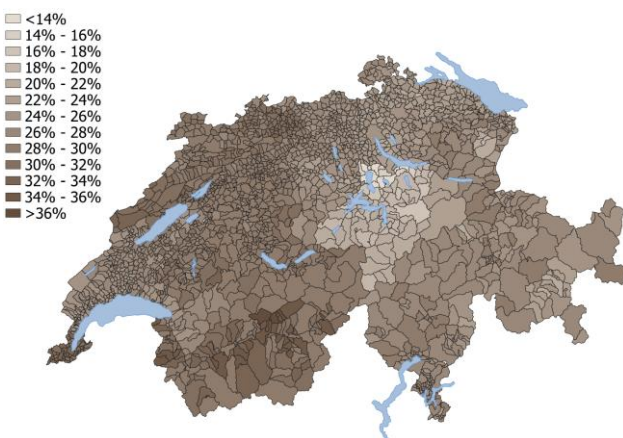 <14%
14% - 16%
16% - 18%
18% - 20%
20% - 22%
22% - 24%
24% - 26%
26% - 28%
28% - 30%
30% - 32%
32% - 34%
34% - 36%
>36%